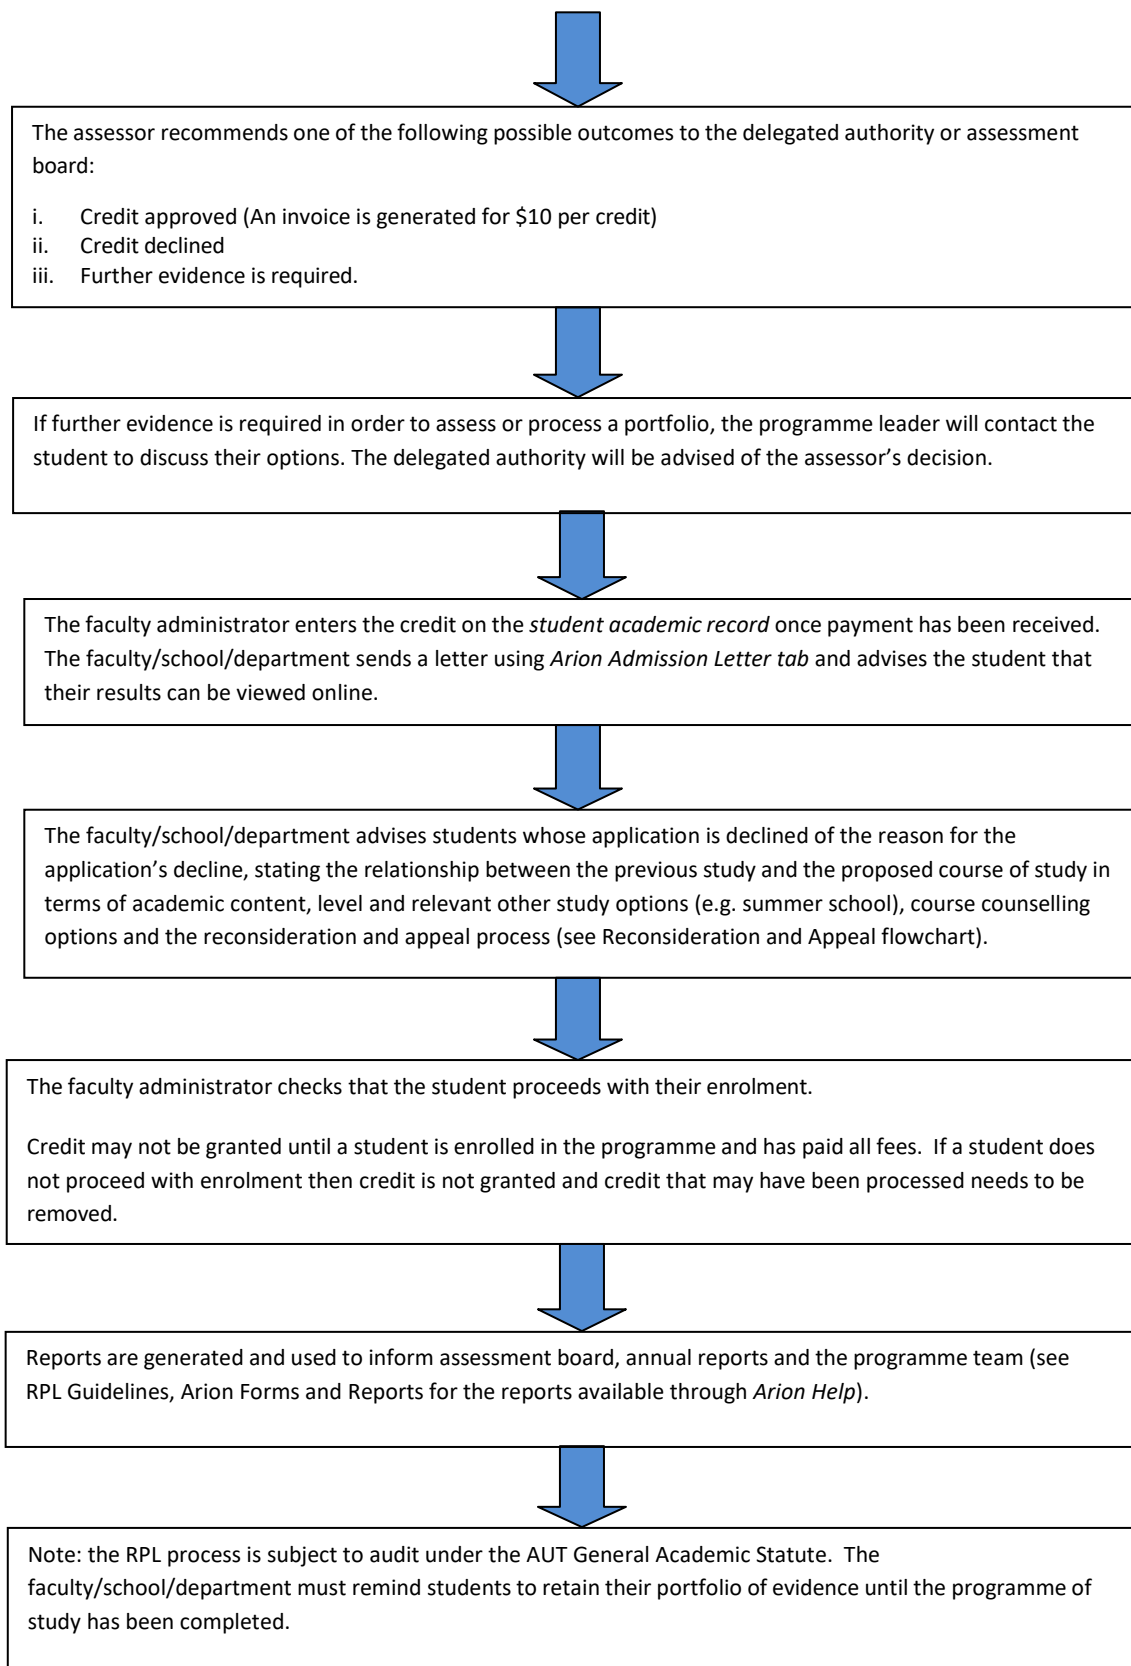 The assessor recommends one of the following possible outcomes to the delegated authority or assessment
board:
i. Credit approved (An invoice is generated for $10 per credit)
ii. Credit declined
iii. Further evidence is required.
If further evidence is required in order to assess or process a portfolio, the programme leader will contact the
student to discuss their options. The delegated authority will be advised of the assessor’s decision.
The faculty administrator enters the credit on the student academic record once payment has been received.
The faculty/school/department sends a letter using Arion Admission Letter tab and advises the student that
their results can be viewed online.
The faculty/school/department advises students whose application is declined of the reason for the
application’s decline, stating the relationship between the previous study and the proposed course of study in
terms of academic content, level and relevant other study options (e.g. summer school), course counselling
options and the reconsideration and appeal process (see Reconsideration and Appeal flowchart).
The faculty administrator checks that the student proceeds with their enrolment.
Credit may not be granted until a student is enrolled in the programme and has paid all fees.  If a student does
not proceed with enrolment then credit is not granted and credit that may have been processed needs to be
removed.
Reports are generated and used to inform assessment board, annual reports and the programme team (see
RPL Guidelines, Arion Forms and Reports for the reports available through Arion Help).
Note: the RPL process is subject to audit under the AUT General Academic Statute.  The
faculty/school/department must remind students to retain their portfolio of evidence until the programme of
study has been completed.